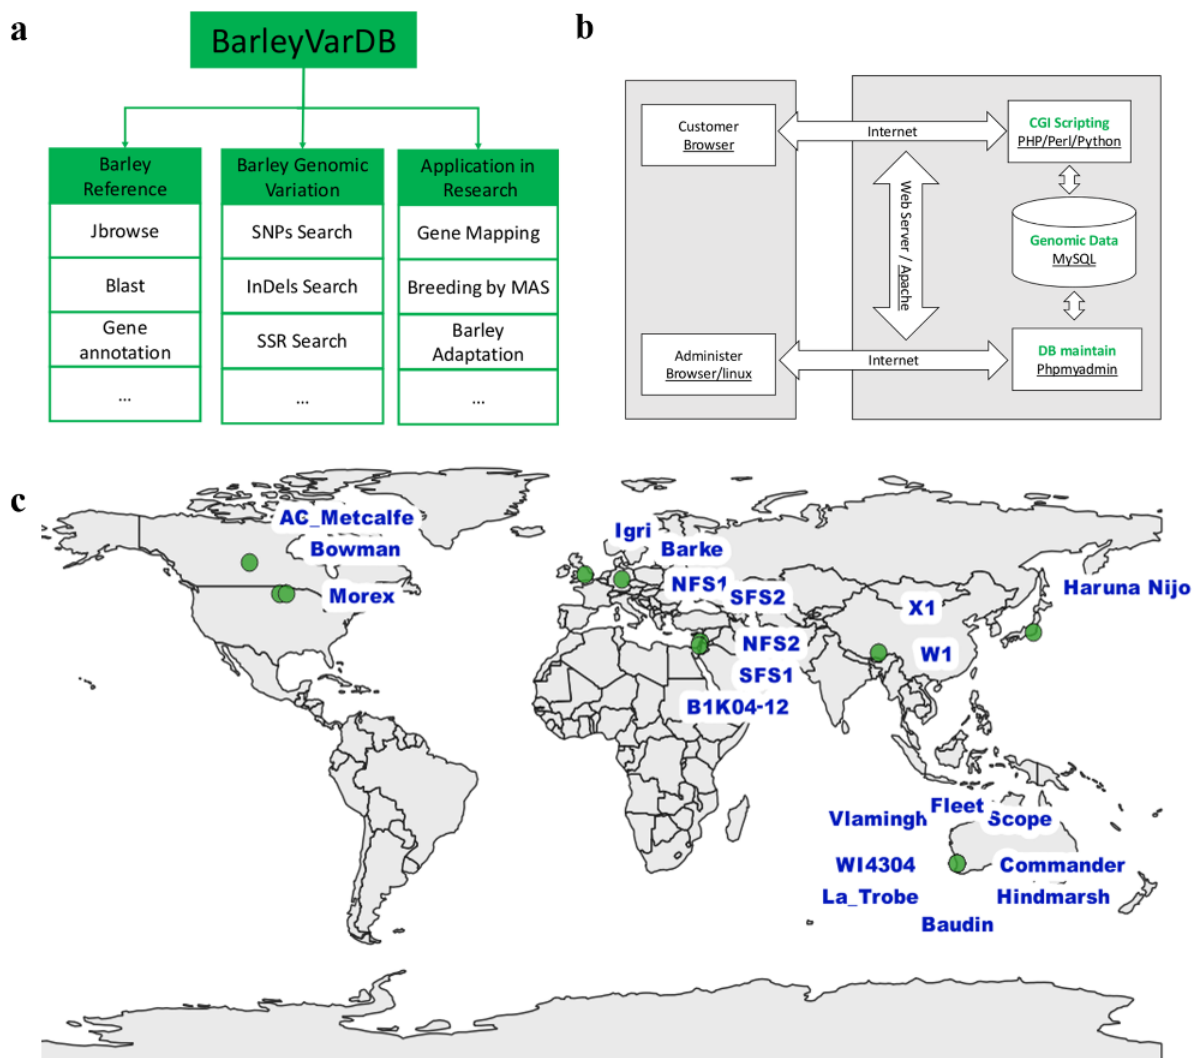 a
BarleyVarDB
Barley
Reference
Jbrowse
Blast
Gene
annotation
...
Barley Genomic
Variation
SNPs Search
InDels Search
SSR Search
...
Application in
Research
Gene Mapping
Breeding by MAS
Barley
Adaptation
...
b
Customer
Browser
Internet
CGI Scripting
PHP/Perl/Python
Web Server / Apache
Genomic Data
MySQL
Administer
Browser/linux
Internet
DB maintain
Phpmyadmin
c
AC_Metcalfe
Bowman
Morex
Igri
Barke
NFS1
SFS2
NFS2
SFS1
B1K04-12
X1
W1
Haruna Nijo
Fleet
Vlamingh
Scope
WI4304
Commander
La_Trobe
Hindmarsh
Baudin